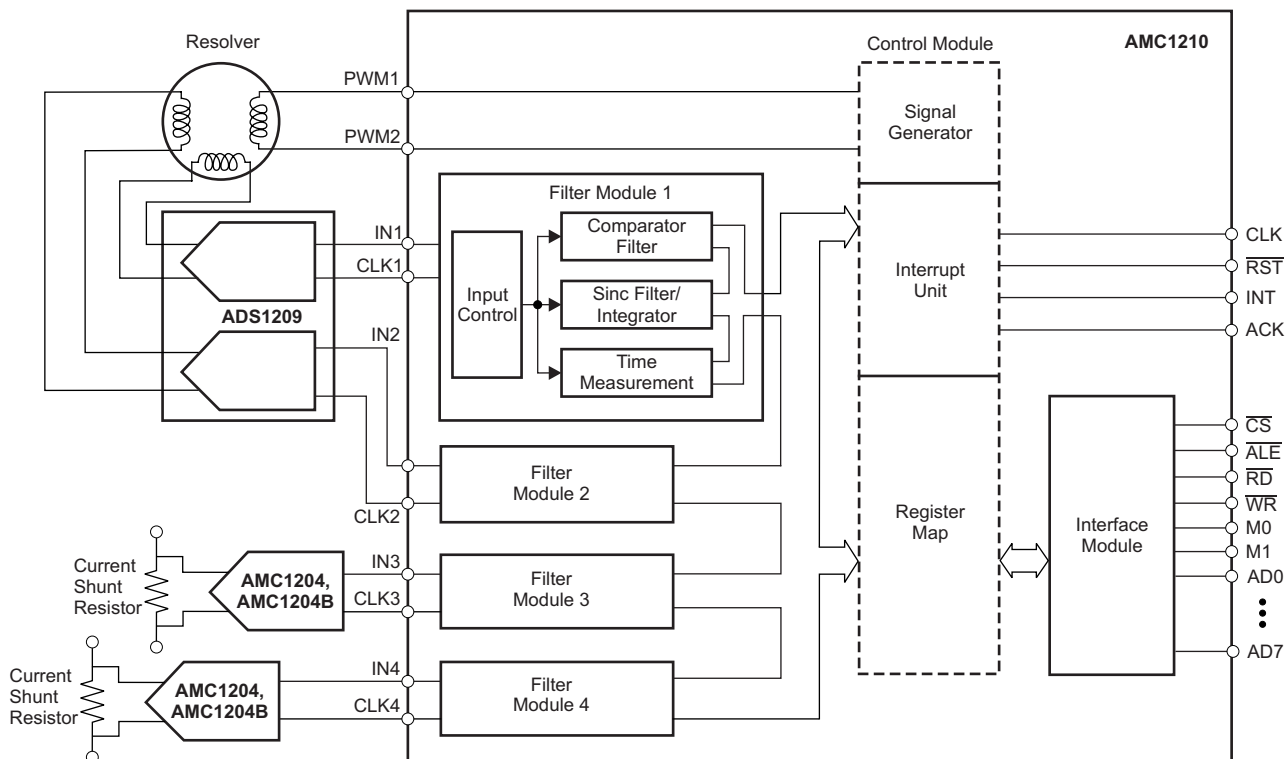 Resolver
PWM1
PWM2
Control Module
AMC1210
Signal
Generator
Filter Module 1
IN1
CLK1
Input
Control
Comparator
Filter
Sinc Filter/
Integrator
Time
Measurement
Interrupt
Unit
CLK
RST
INT
ACK
ADS1209
IN2
CLK2
Filter
Module 2
Register
Map
Interface
Module
CS
ALE
RD
WR
M0
M1
AD0
AD7
Current
Shunt
Resistor
AMC1204,
AMC1204B
IN3
CLK3
Filter
Module 3
Current
Shunt
Resistor
AMC1204,
AMC1204B
IN4
CLK4
Filter
Module 4